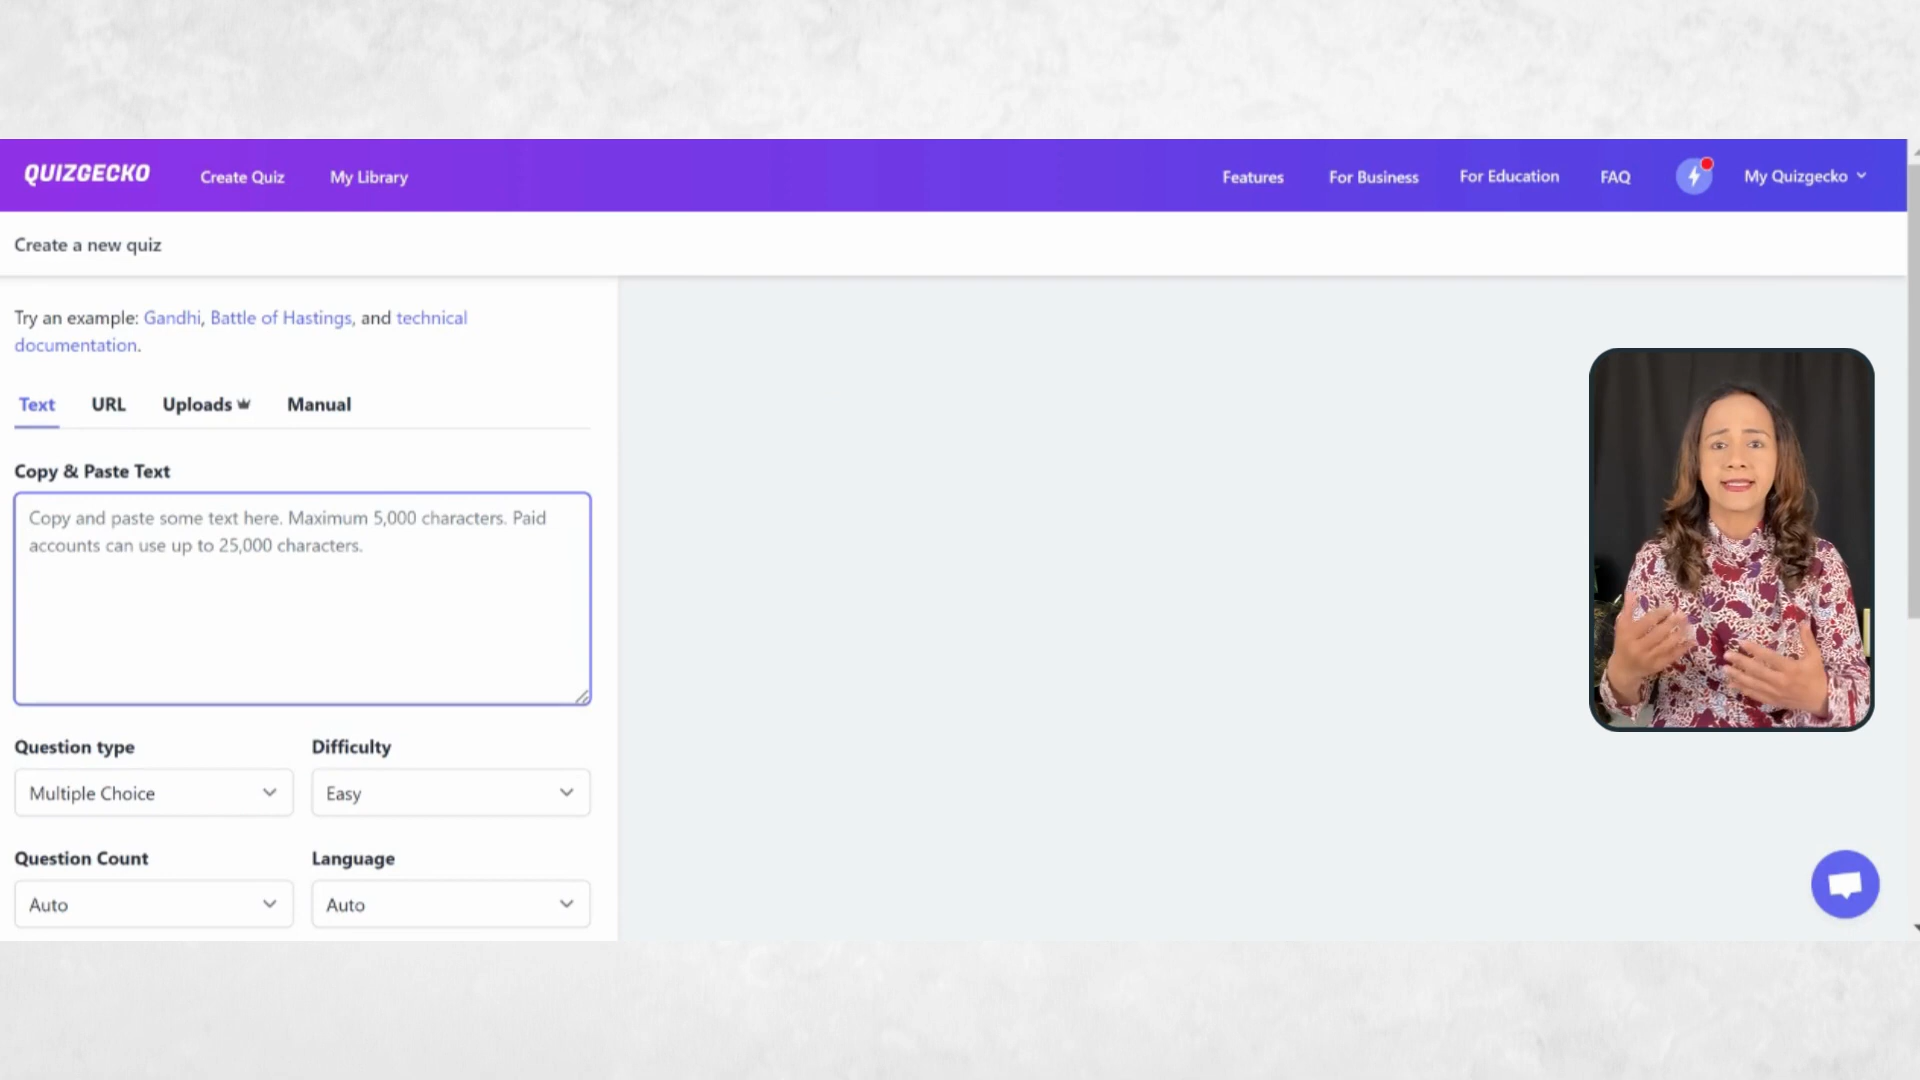 QUIZGECKO Create Quiz My Library Features For Business For Education FAQ My Quizgecko
Create a new quiz
Try an example: Gandhi, Battle of Hastings, and technical
documentation.
Text URL Uploads Manual
Copy & Paste Text
Copy and paste some text here. Maximum 5,000 characters. Paid
accounts can use up to 25,000 characters.
Question type Difficulty
Multiple Choice Easy
Question Count Language
Auto Auto